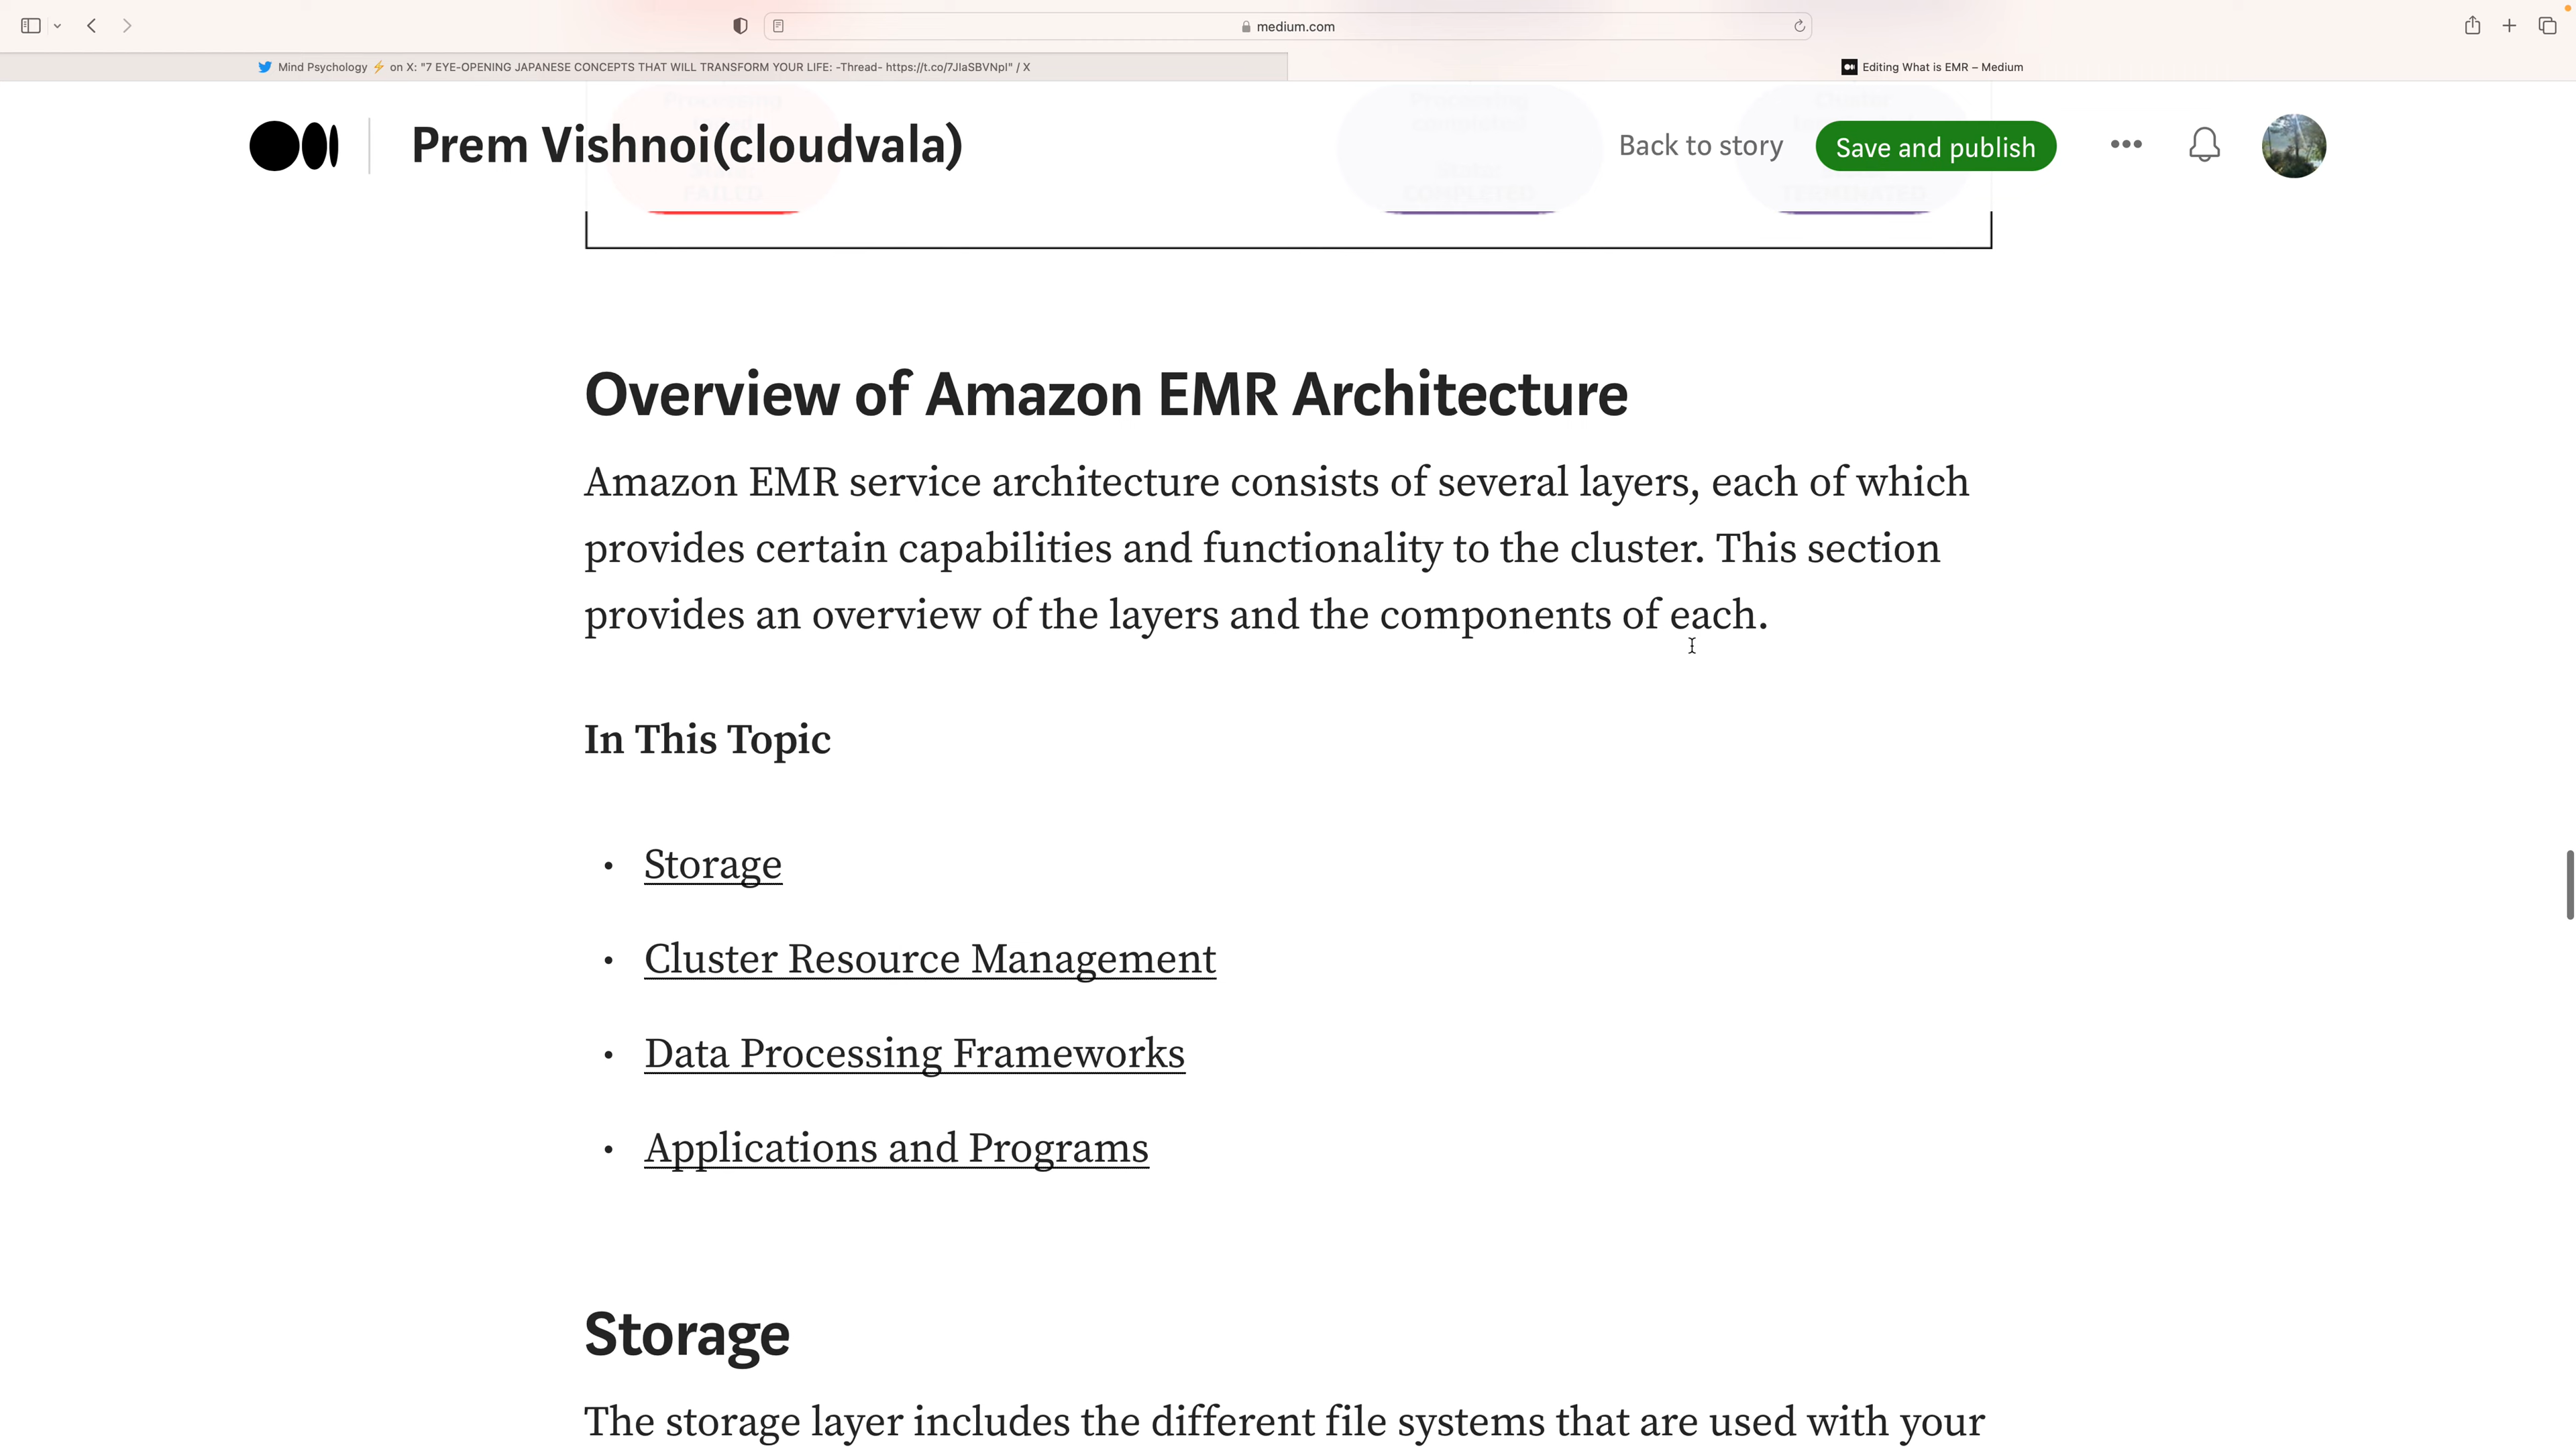 medium.com
Mind Psychology ⚡ on X: "7 EYE-OPENING JAPANESE CONCEPTS THAT WILL TRANSFORM YOUR LIFE: -Thread- https://t.co/7JlaSBVNpl" / X
Editing What is EMR – Medium
Prem Vishnoi(cloudvala)
Back to story
Save and publish
FAILED
COMPLETED
TERMINATED
Overview of Amazon EMR Architecture
Amazon EMR service architecture consists of several layers, each of which
provides certain capabilities and functionality to the cluster. This section
provides an overview of the layers and the components of each.
In This Topic
• Storage
• Cluster Resource Management
• Data Processing Frameworks
• Applications and Programs
Storage
The storage layer includes the different file systems that are used with your